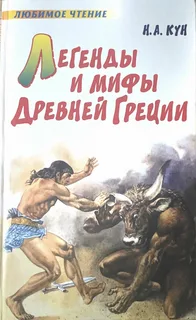 ЛЮБИМОЕ ЧТЕНИЕ
Н.А. КУН
ЛЕГЕНДЫ
И МИФЫ
ДРЕВНЕЙ ГРЕЦИИ